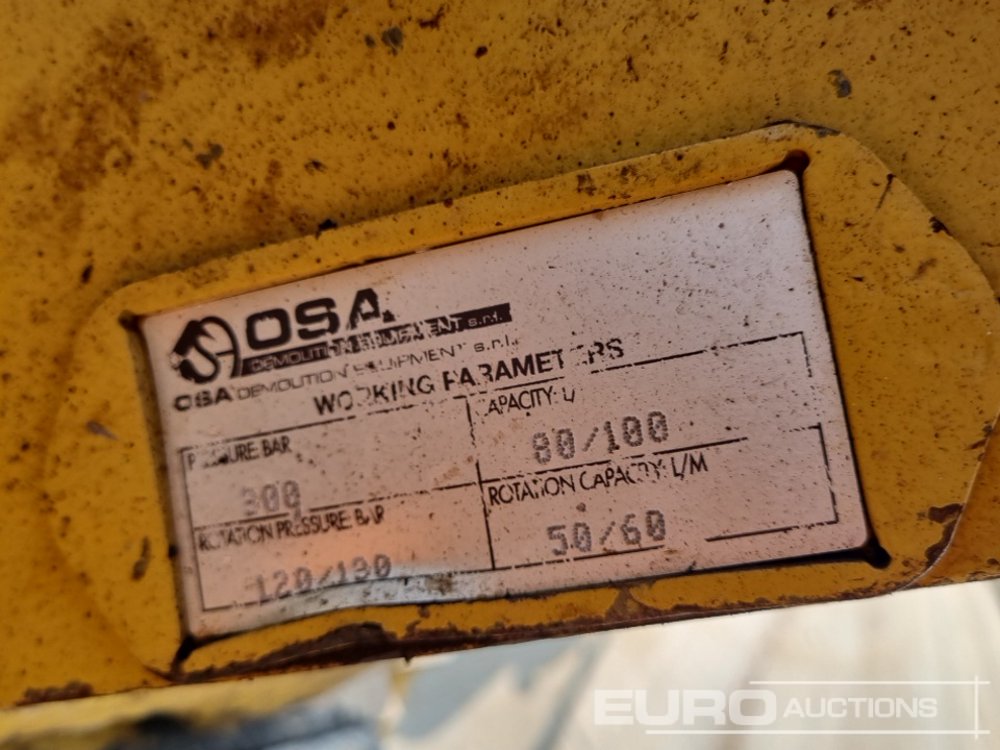 OSA
DEMOLITION EQUIPMENT s.r.l.
OSA DEMOLITION EQUIPMENT s.r.l.
WORKING PARAMETERS
PRESSURE: BAR
300
CAPACITY: L/
80/100
ROTATION PRESSURE: BAR
120/130
ROTATION CAPACITY: L/M
50/60
EURO AUCTIONS